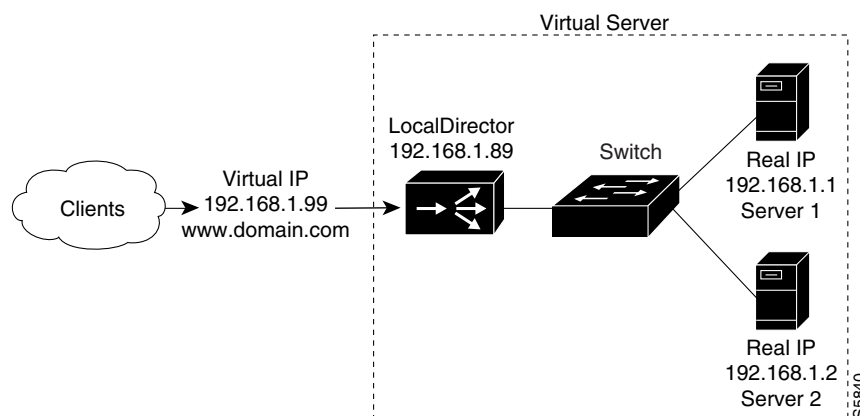 Virtual Server
LocalDirector
192.168.1.89
Switch
Clients
Virtual IP
192.168.1.99
www.domain.com
Real IP
192.168.1.1
Server 1
Real IP
192.168.1.2
Server 2